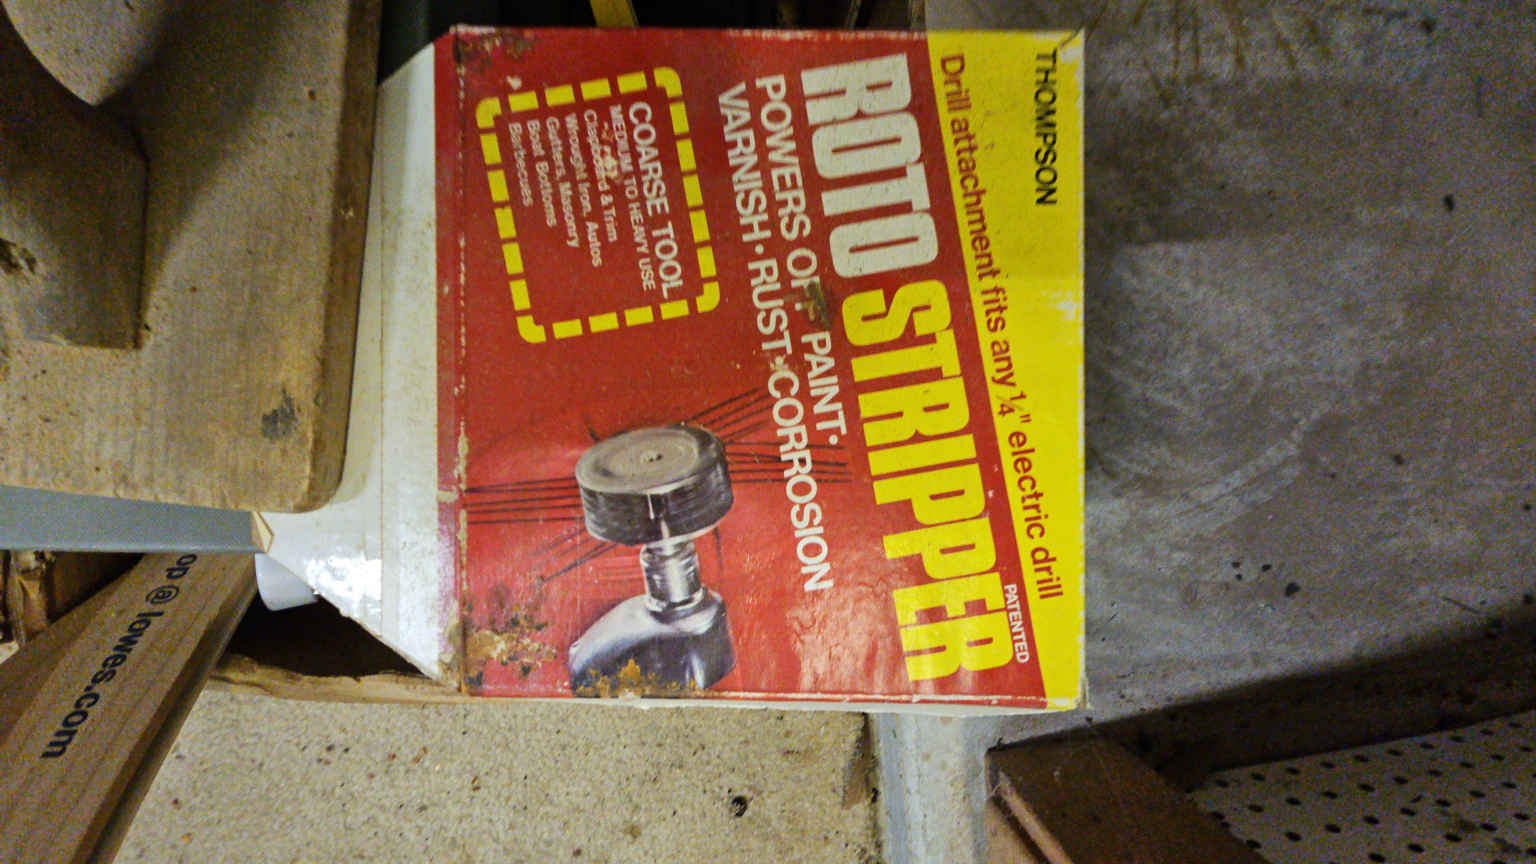 THOMPSON
Drill attachment fits any ¼" electric drill
PATENTED
ROTO STRIPPER
POWERS OFF PAINT·
VARNISH·RUST·CORROSION
COARSE TOOL
MEDIUM TO HEAVY USE
Clapboard & Trim
Wrought Iron, Autos
Gutters, Masonry
Boat Bottoms
Barbecues
op@lowes.com